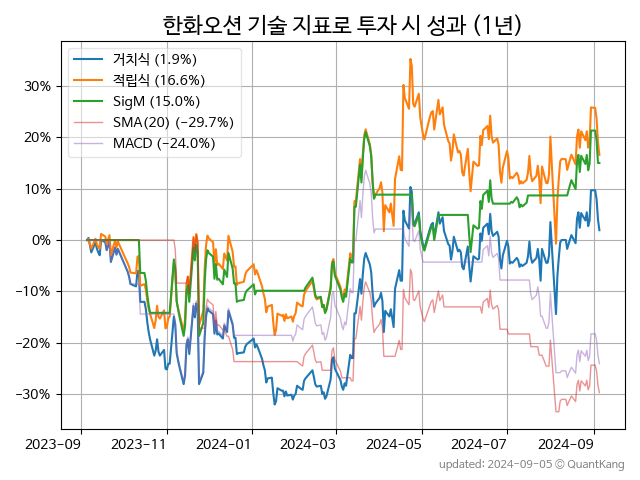 한화오션 기술 지표로 투자 시 성과 (1년)
거치식 (1.9%)
적립식 (16.6%)
SigM (15.0%)
SMA(20) (−29.7%)
MACD (−24.0%)
30%
20%
10%
0%
−10%
−20%
−30%
2023-09 2023-11 2024-01 2024-03 2024-05 2024-07 2024-09
updated: 2024-09-05 ⓒ QuantKang